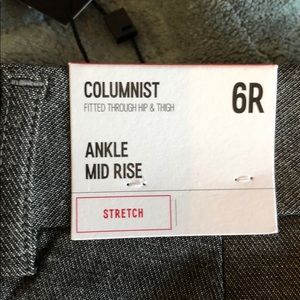 COLUMNIST
FITTED THROUGH HIP & THIGH
6R
ANKLE
MID RISE
STRETCH